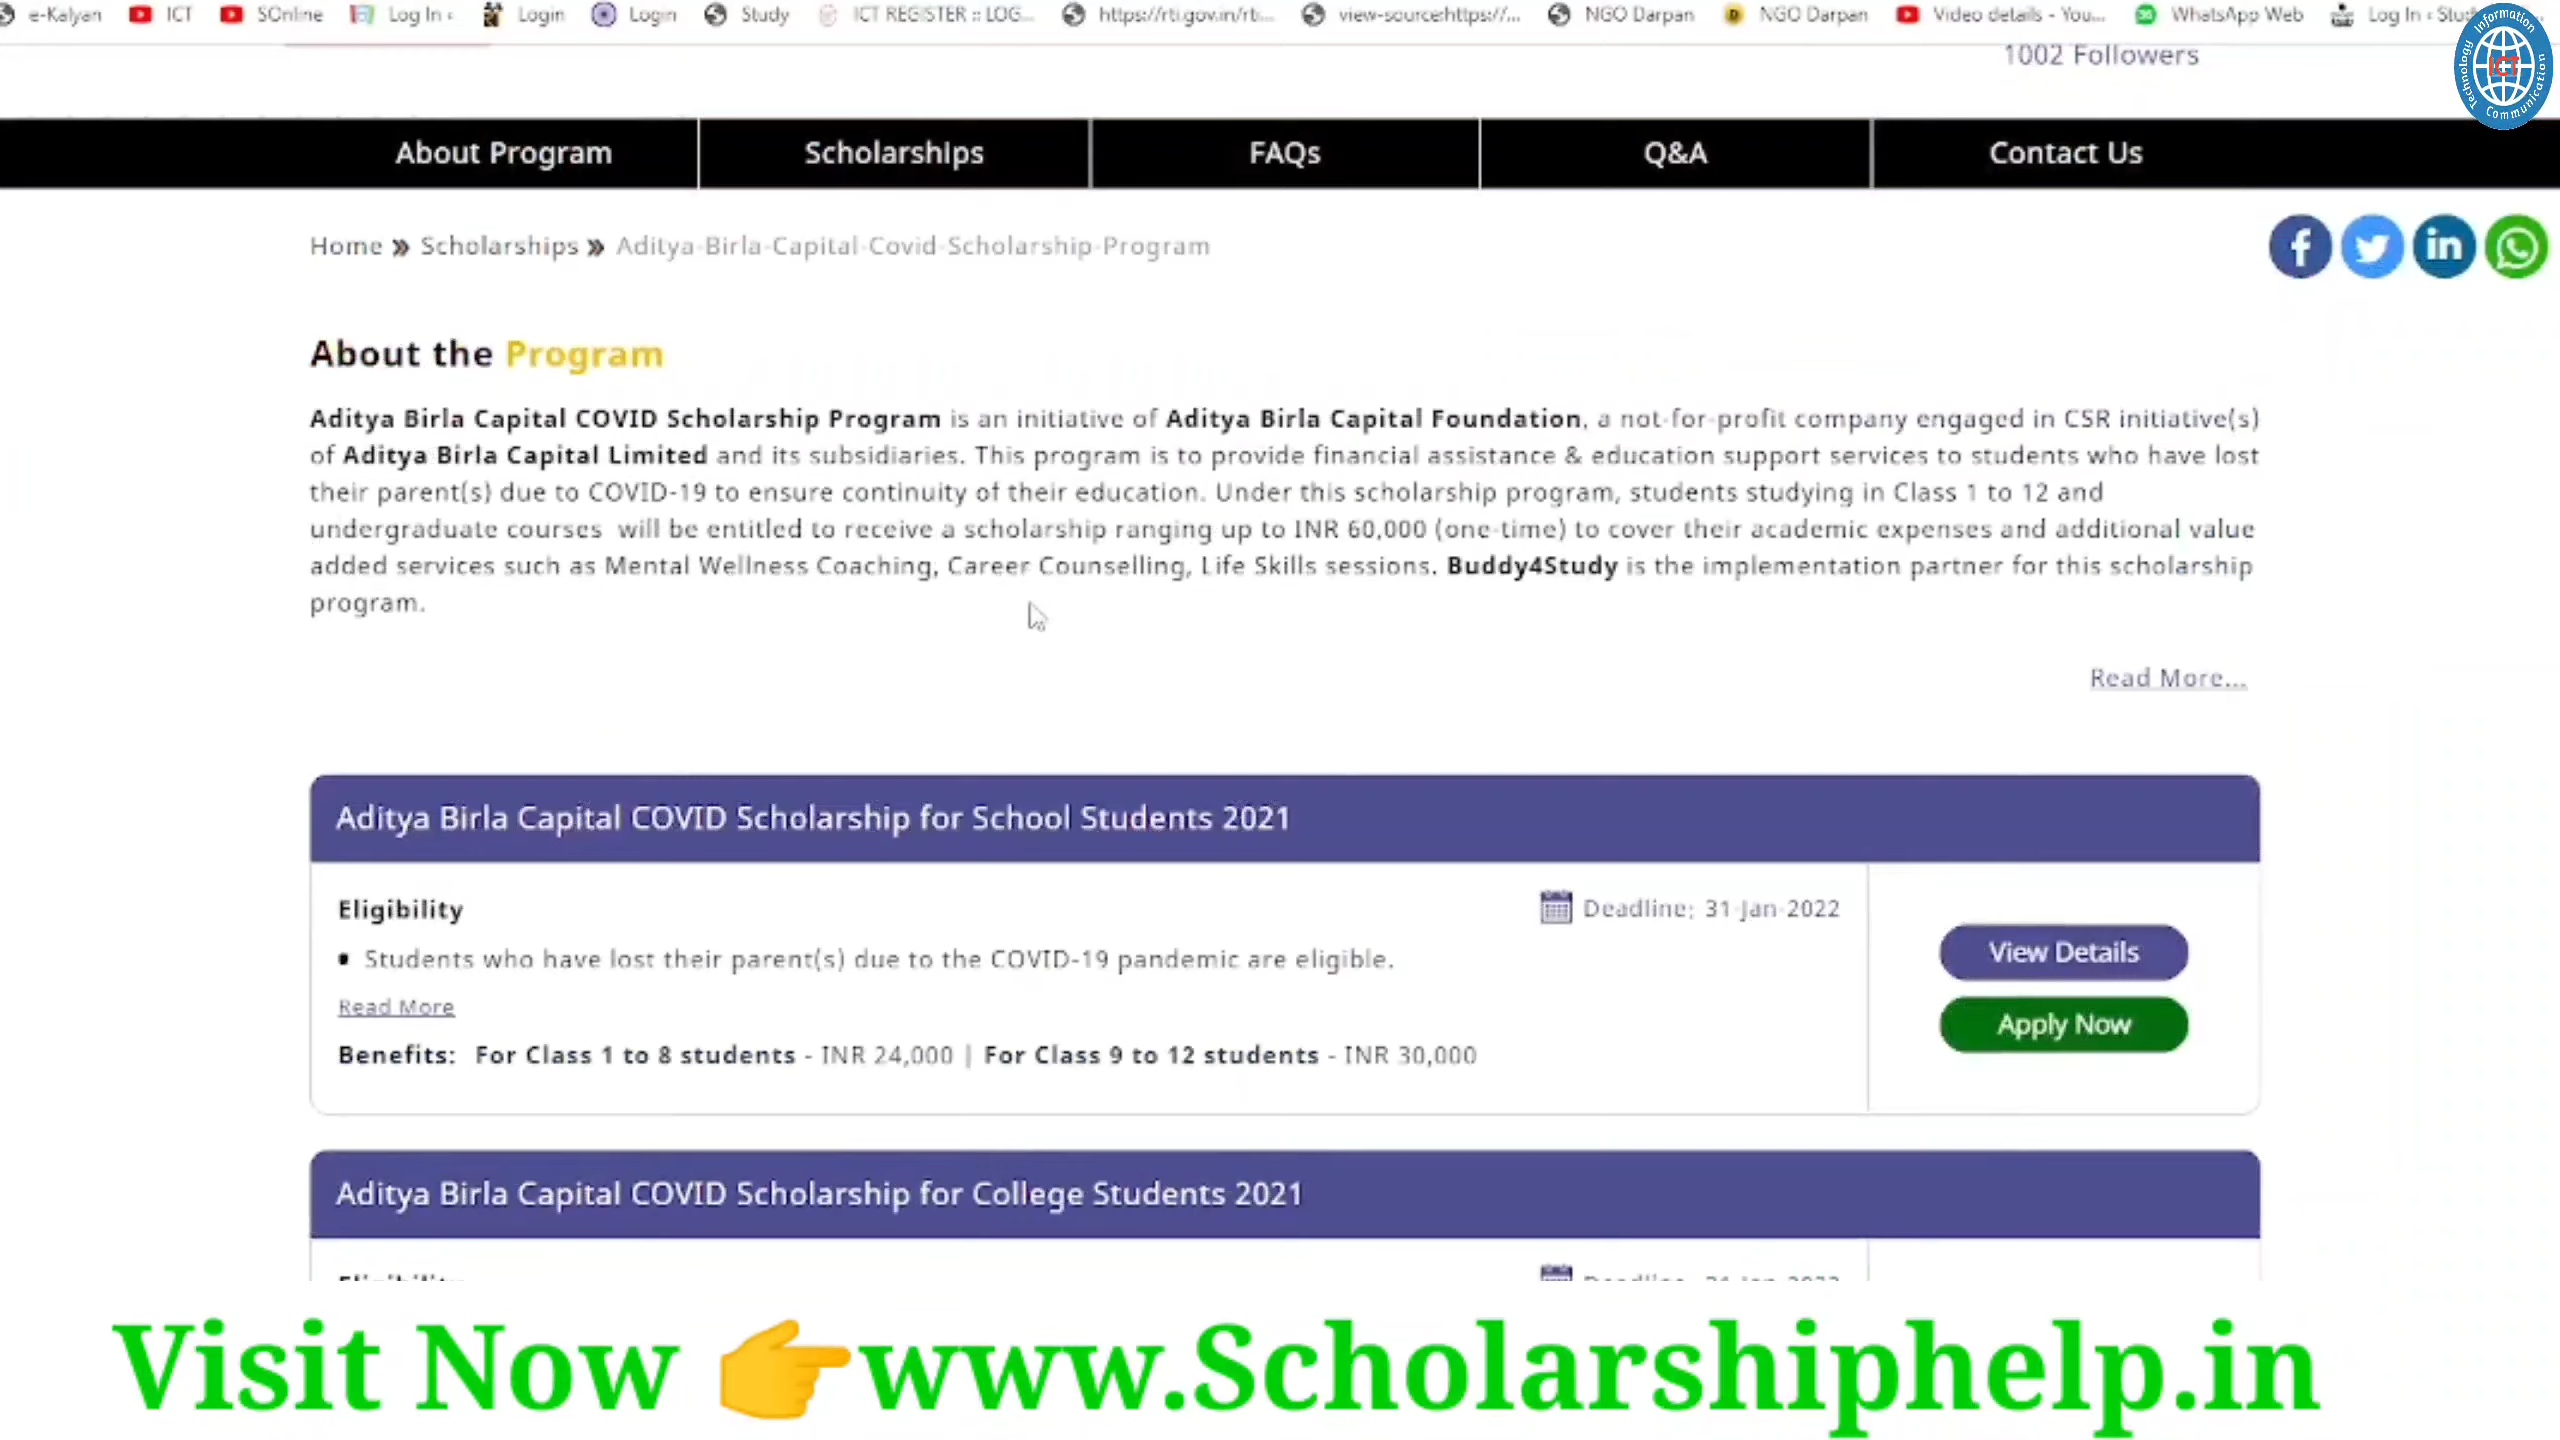 e-Kalyan ICT SOnline Log In ‹ Login Login Study ICT REGISTER :: LOG... https://rti.gov.in/rti... view-source:https://... NGO Darpan NGO Darpan Video details - You... WhatsApp Web Log In ‹
1002 Followers
Information
Communication
Technology
ICT
About Program Scholarships FAQs Q&A Contact Us
Home » Scholarships » Aditya-Birla-Capital-Covid-Scholarship-Program
About the Program
Aditya Birla Capital COVID Scholarship Program is an initiative of Aditya Birla Capital Foundation, a not-for-profit company engaged in CSR initiative(s)
of Aditya Birla Capital Limited and its subsidiaries. This program is to provide financial assistance & education support services to students who have lost
their parent(s) due to COVID-19 to ensure continuity of their education. Under this scholarship program, students studying in Class 1 to 12 and
undergraduate courses will be entitled to receive a scholarship ranging up to INR 60,000 (one-time) to cover their academic expenses and additional value
added services such as Mental Wellness Coaching, Career Counselling, Life Skills sessions. Buddy4Study is the implementation partner for this scholarship
program.
Read More...
Aditya Birla Capital COVID Scholarship for School Students 2021
Eligibility
Deadline: 31-Jan-2022
• Students who have lost their parent(s) due to the COVID-19 pandemic are eligible.
Read More
Benefits: For Class 1 to 8 students - INR 24,000 | For Class 9 to 12 students - INR 30,000
View Details
Apply Now
Aditya Birla Capital COVID Scholarship for College Students 2021
Visit Now 👉www.Scholarshiphelp.in